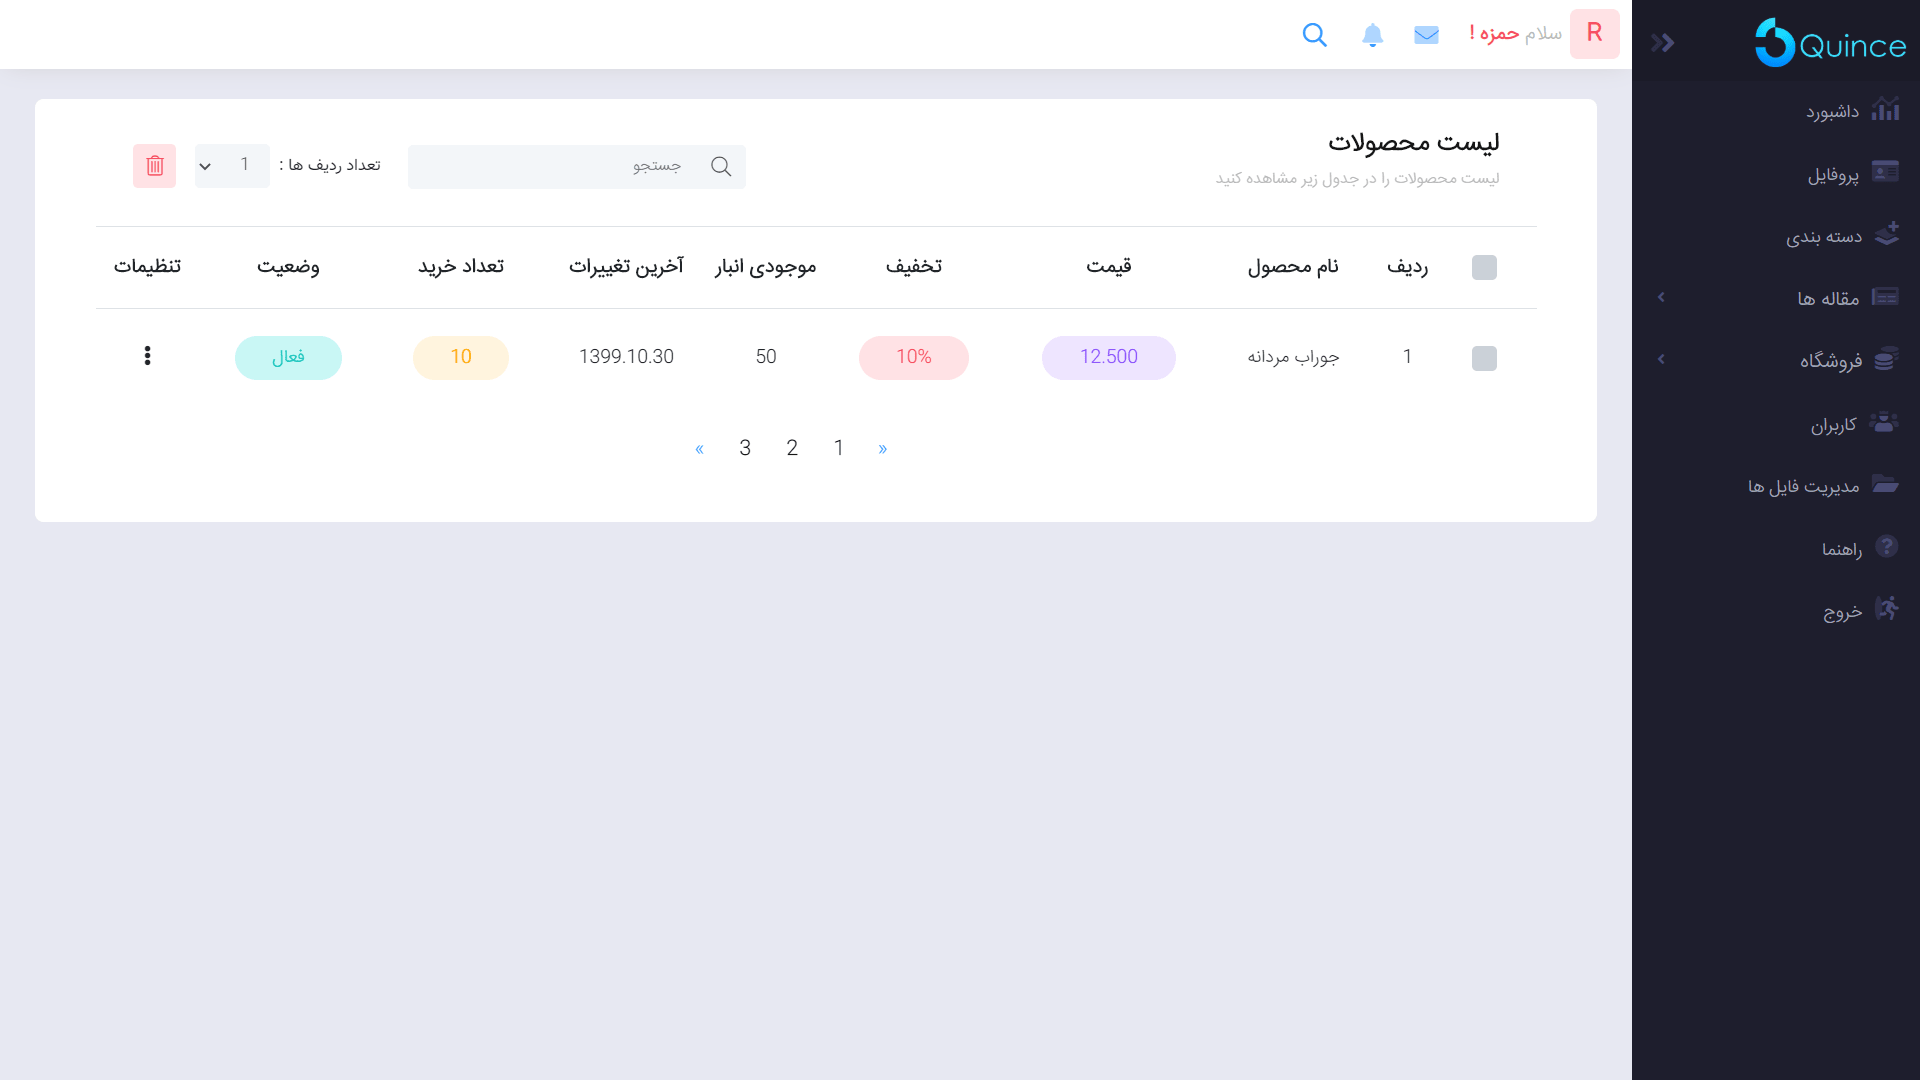 Quince
داشبورد
پروفایل
دسته بندی
مقاله ها
فروشگاه
کاربران
مدیریت فایل ها
راهنما
خروج
R
سلام حمزه !
لیست محصولات
لیست محصولات را در جدول زیر مشاهده کنید
جستجو
تعداد ردیف ها : 1
ردیف نام محصول قیمت تخفیف موجودی انبار آخرین تغییرات تعداد خرید وضعیت تنظیمات
1 جوراب مردانه 12.500 10% 50 1399.10.30 10 فعال
« 3 2 1 »